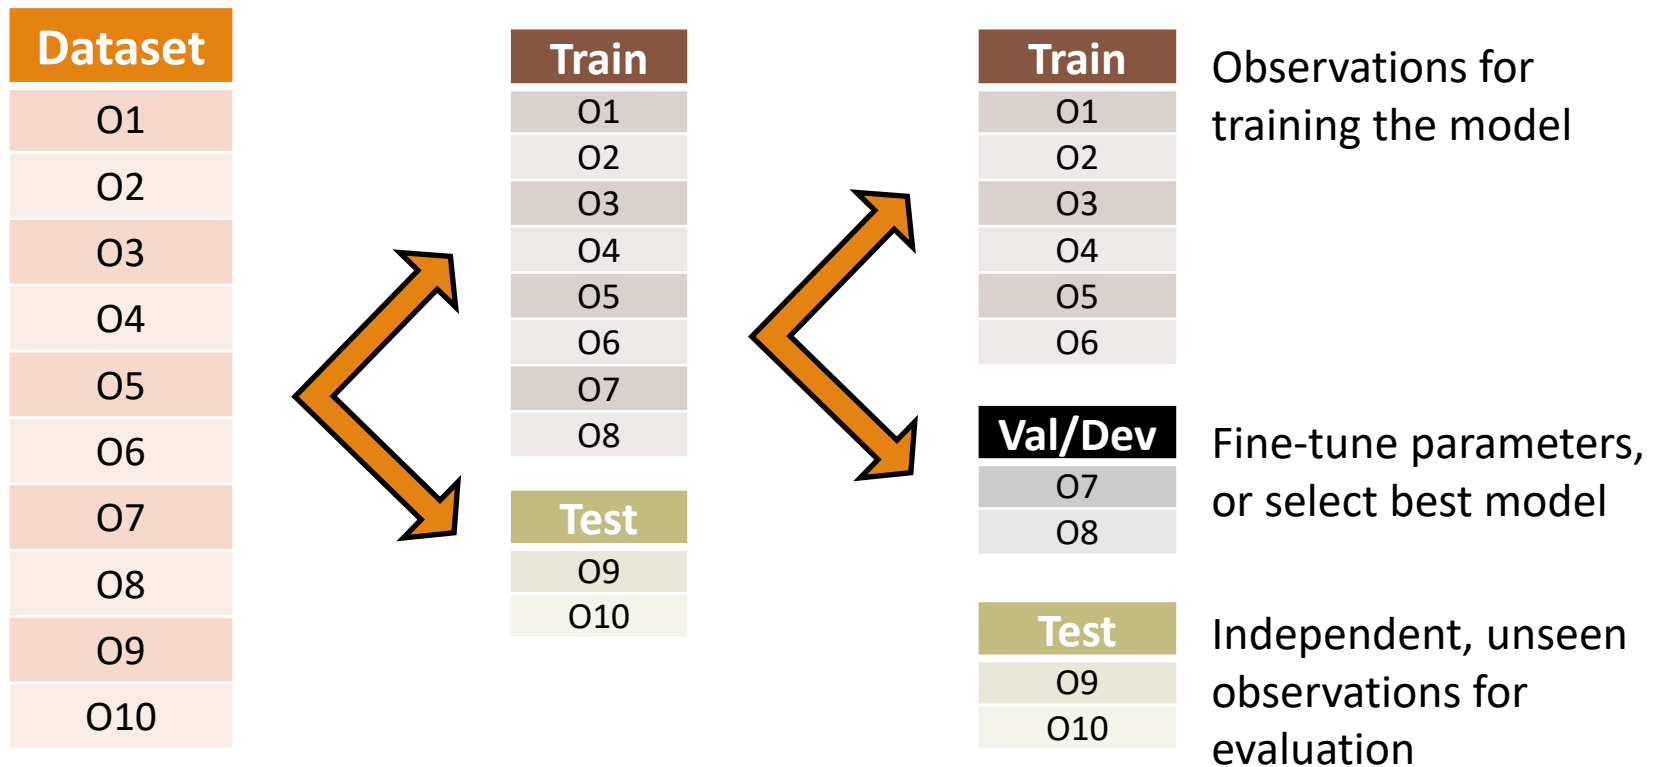 Dataset
O1
O2
O3
O4
O5
O6
O7
O8
O9
O10
Train
O1
O2
O3
O4
O5
O6
O7
O8
Test
O9
O10
Train
O1
O2
O3
O4
O5
O6
Observations for
training the model
Val/Dev
O7
O8
Fine-tune parameters,
or select best model
Test
O9
O10
Independent, unseen
observations for
evaluation